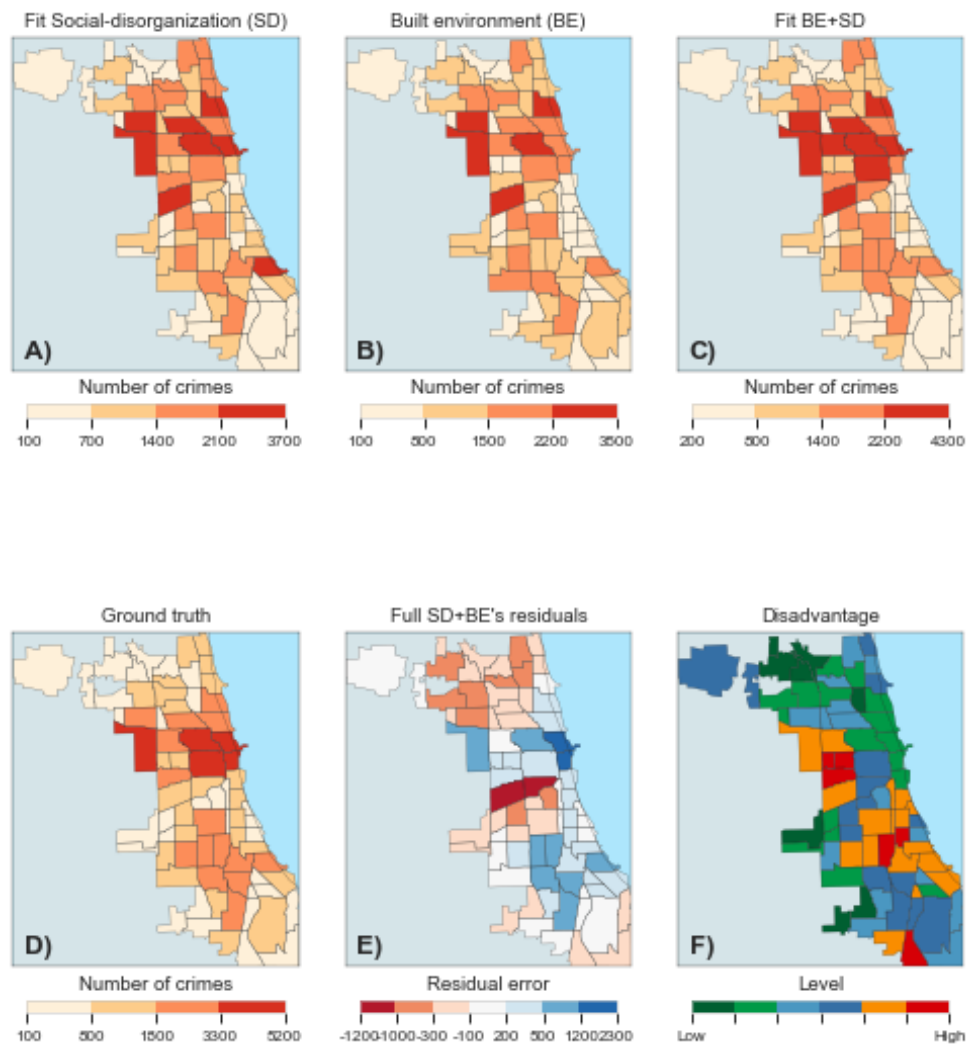 Fit Social-disorganization (SD)
Built environment (BE)
Fit BE+SD
A)
B)
C)
Number of crimes
Number of crimes
Number of crimes
100 700 1400 2100 3700
100 500 1500 2200 3500
200 500 1400 2200 4300
Ground truth
Full SD+BE's residuals
Disadvantage
D)
E)
F)
Number of crimes
Residual error
Level
100 500 1500 3300 5200
-1200 -1000 -300 -100 200 500 1200 2300
Low High